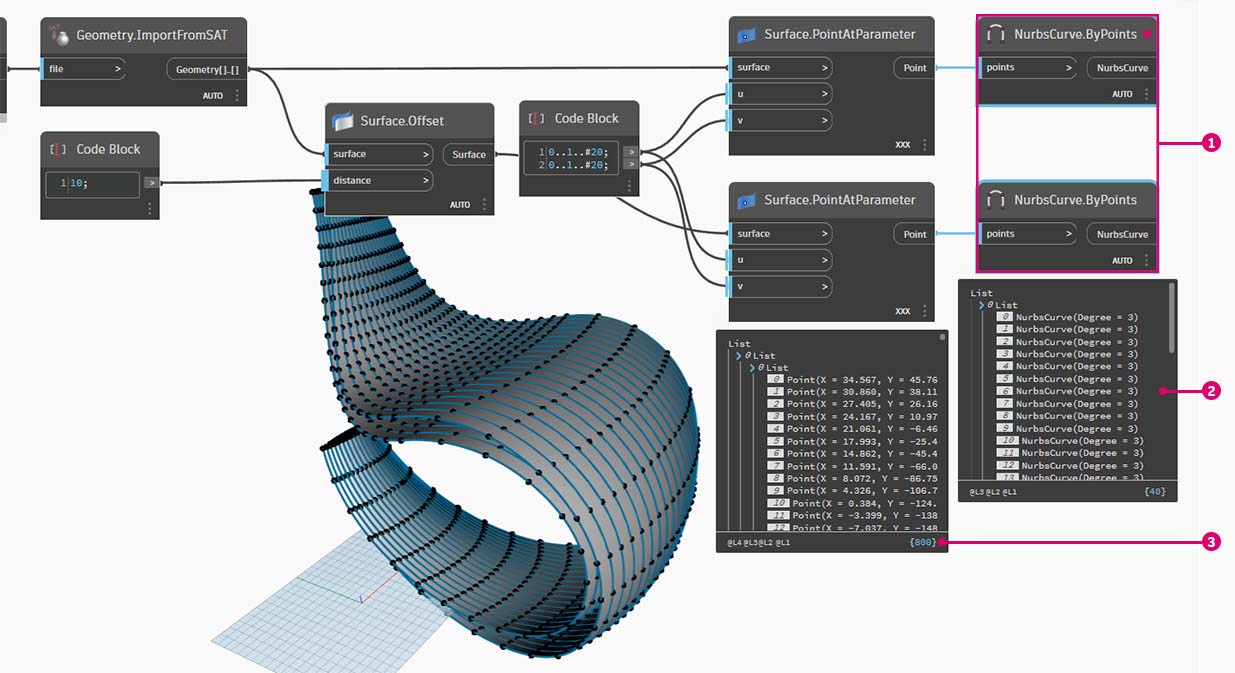 Geometry.ImportFromSAT
file
>
Geometry[]..[]
AUTO
Code Block
1 10;
>
Surface.Offset
surface
>
Surface
distance
>
AUTO
Code Block
1 0..1..#20;
>
2 0..1..#20;
>
Surface.PointAtParameter
surface
>
Point
u
>
v
>
XXX
Surface.PointAtParameter
surface
>
Point
u
>
v
>
XXX
NurbsCurve.ByPoints
points
>
NurbsCurve
AUTO
NurbsCurve.ByPoints
points
>
NurbsCurve
AUTO
1
List
0 List
0 List
0 Point(X = 34.567, Y = 45.76
1 Point(X = 30.860, Y = 38.11
2 Point(X = 27.405, Y = 26.16
3 Point(X = 24.167, Y = 10.97
4 Point(X = 21.061, Y = -6.46
5 Point(X = 17.993, Y = -25.4
6 Point(X = 14.862, Y = -45.4
7 Point(X = 11.591, Y = -66.0
8 Point(X = 8.072, Y = -86.75
9 Point(X = 4.326, Y = -106.7
10 Point(X = 0.384, Y = -124.
11 Point(X = -3.399, Y = -138
12 Point(X = -7.037, Y = -148
@L4 @L3 @L2 @L1
{800}
3
List
0 List
0 NurbsCurve(Degree = 3)
1 NurbsCurve(Degree = 3)
2 NurbsCurve(Degree = 3)
3 NurbsCurve(Degree = 3)
4 NurbsCurve(Degree = 3)
5 NurbsCurve(Degree = 3)
6 NurbsCurve(Degree = 3)
7 NurbsCurve(Degree = 3)
8 NurbsCurve(Degree = 3)
9 NurbsCurve(Degree = 3)
10 NurbsCurve(Degree = 3)
11 NurbsCurve(Degree = 3)
12 NurbsCurve(Degree = 3)
13 NurbsCurve(Degree = 3)
@L3 @L2 @L1
{40}
2